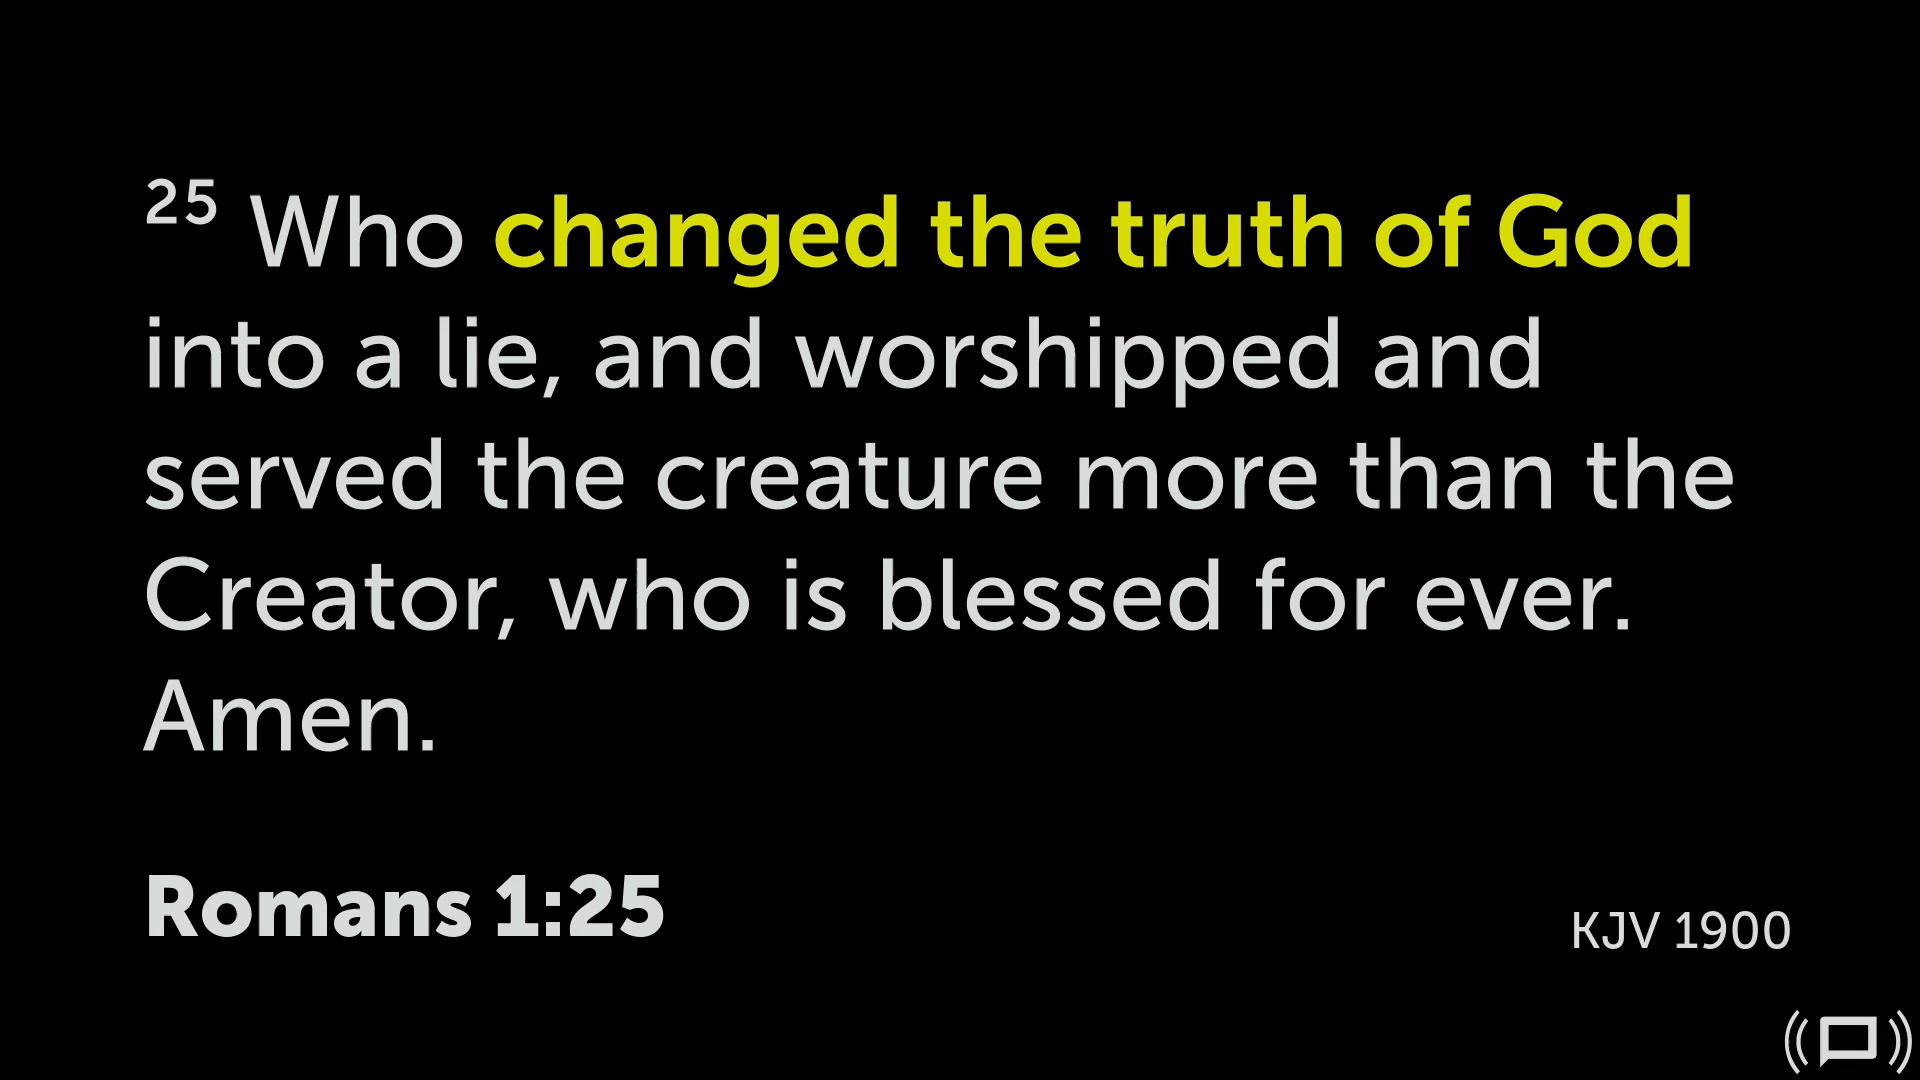 25 Who changed the truth of God
into a lie, and worshipped and
served the creature more than the
Creator, who is blessed for ever.
Amen.
Romans 1:25
KJV 1900